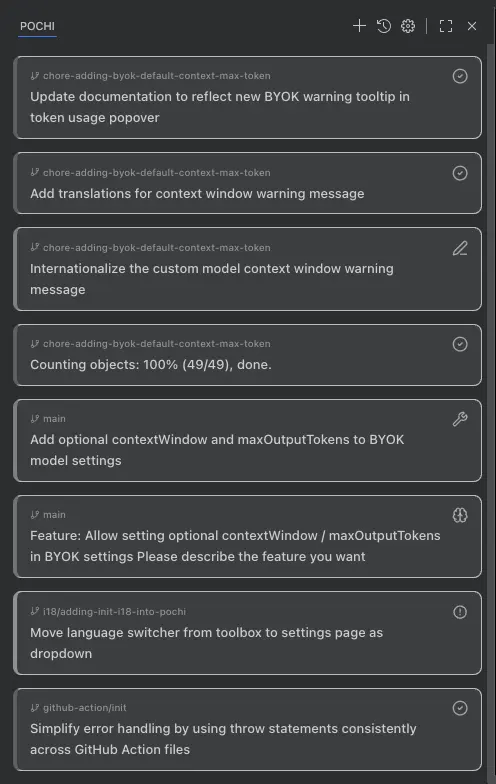 POCHI
chore-adding-byok-default-context-max-token
Update documentation to reflect new BYOK warning tooltip in
token usage popover
chore-adding-byok-default-context-max-token
Add translations for context window warning message
chore-adding-byok-default-context-max-token
Internationalize the custom model context window warning
message
chore-adding-byok-default-context-max-token
Counting objects: 100% (49/49), done.
main
Add optional contextWindow and maxOutputTokens to BYOK
model settings
main
Feature: Allow setting optional contextWindow / maxOutputTokens
in BYOK settings Please describe the feature you want
i18/adding-init-i18-into-pochi
Move language switcher from toolbox to settings page as
dropdown
github-action/init
Simplify error handling by using throw statements consistently
across GitHub Action files